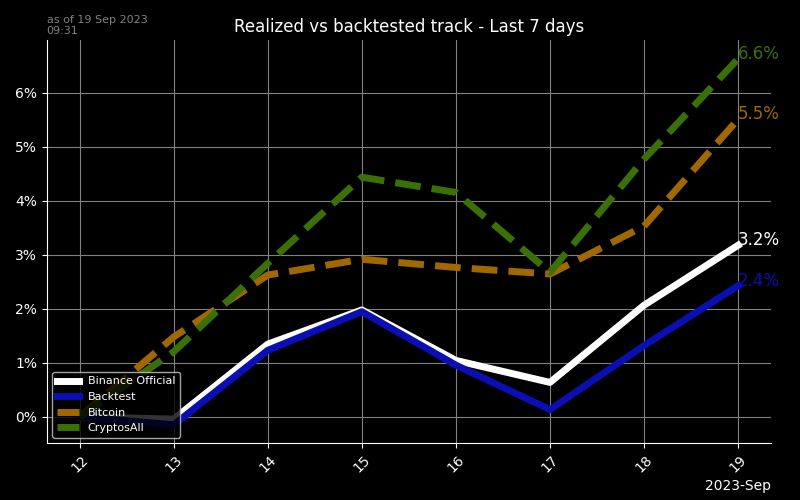 as of 19 Sep 2023
09:31
Realized vs backtested track - Last 7 days
6.6%
6%
5.5%
5%
4%
3%
3.2%
2.4%
2%
1%
0%
Binance Official
Backtest
Bitcoin
CryptosAll
12 13 14 15 16 17 18 19
2023-Sep